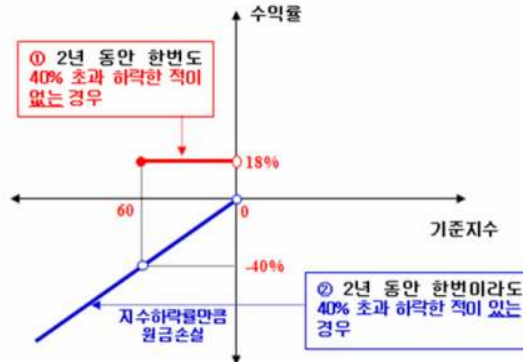 수익률
① 2년 동안 한번도
40% 초과 하락한 적이
없는 경우
18%
60
0
기준지수
-40%
지수하락률만큼
원금손실
② 2년 동안 한번이라도
40% 초과 하락한 적이 있는
경우